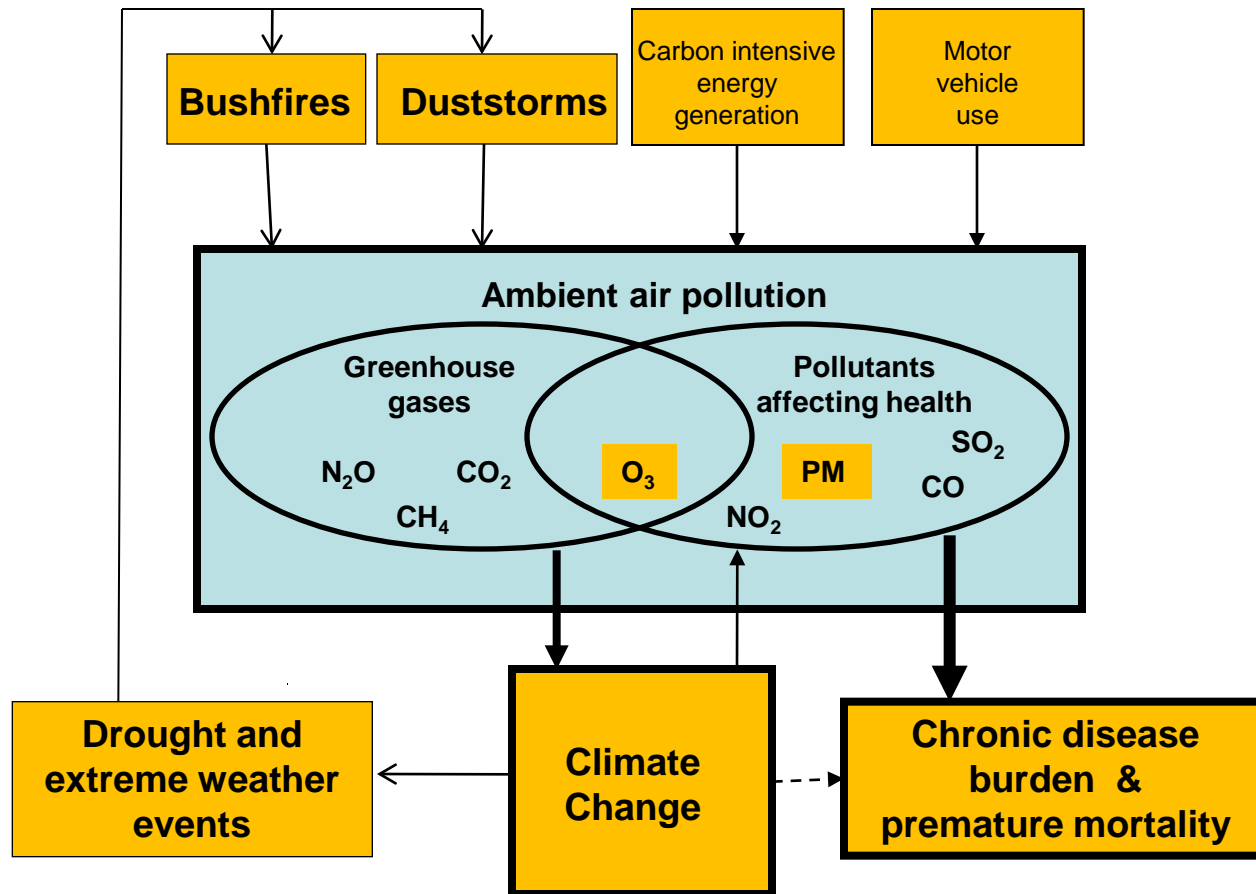 Bushfires
Duststorms
Carbon intensive
energy
generation
Motor
vehicle
use
Ambient air pollution
Greenhouse
gases
Pollutants
affecting health
N₂O
CO₂
CH₄
O₃
PM
SO₂
CO
NO₂
Drought and
extreme weather
events
Climate
Change
Chronic disease
burden &
premature mortality